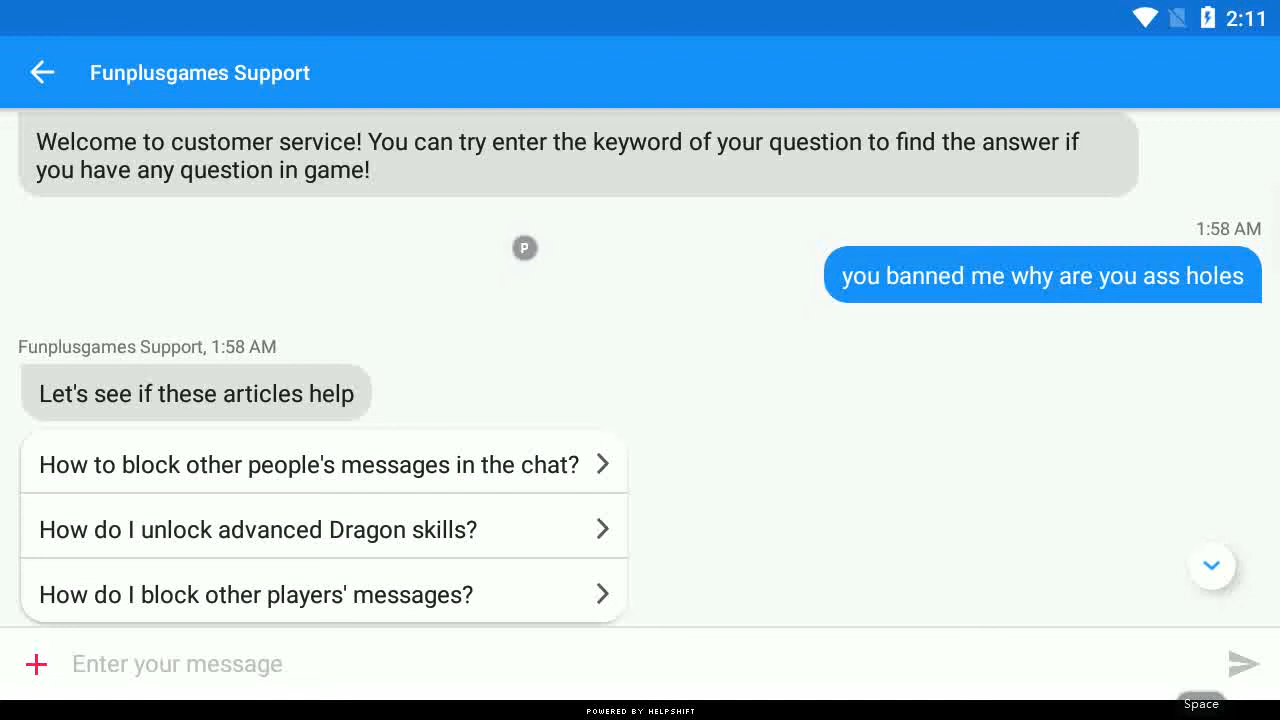 2:11
Funplusgames Support
Welcome to customer service! You can try enter the keyword of your question to find the answer if
you have any question in game!
1:58 AM
P
you banned me why are you ass holes
Funplusgames Support, 1:58 AM
Let's see if these articles help
How to block other people's messages in the chat?
How do I unlock advanced Dragon skills?
How do I block other players' messages?
Enter your message
Space
POWERED BY HELPSHIFT